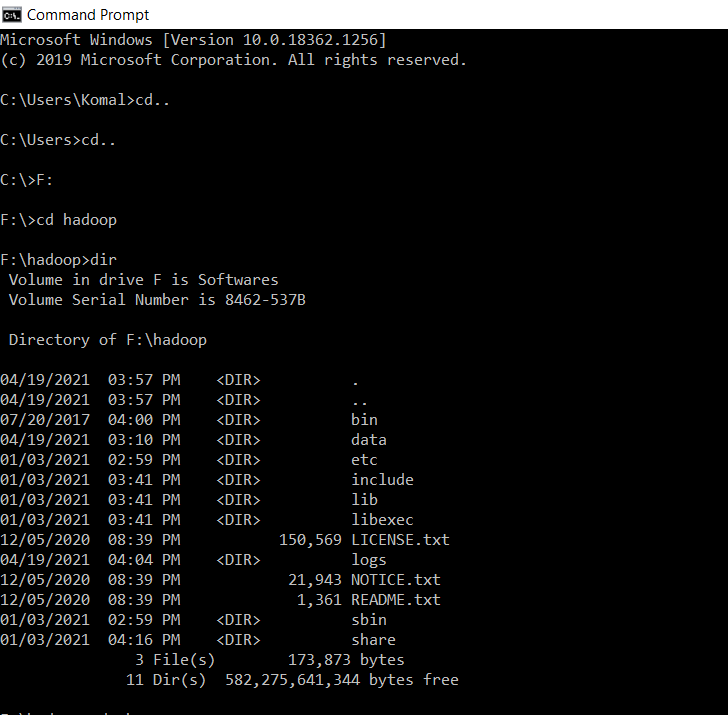 Command Prompt
Microsoft Windows [Version 10.0.18362.1256]
(c) 2019 Microsoft Corporation. All rights reserved.
C:\Users\Komal>cd..
C:\Users>cd..
C:\>F:
F:\>cd hadoop
F:\hadoop>dir
Volume in drive F is Softwares
Volume Serial Number is 8462-537B
Directory of F:\hadoop
04/19/2021  03:57 PM    <DIR>          .
04/19/2021  03:57 PM    <DIR>          ..
07/20/2017  04:00 PM    <DIR>          bin
04/19/2021  03:10 PM    <DIR>          data
01/03/2021  02:59 PM    <DIR>          etc
01/03/2021  03:41 PM    <DIR>          include
01/03/2021  03:41 PM    <DIR>          lib
01/03/2021  03:41 PM    <DIR>          libexec
12/05/2020  08:39 PM           150,569 LICENSE.txt
04/19/2021  04:04 PM    <DIR>          logs
12/05/2020  08:39 PM            21,943 NOTICE.txt
12/05/2020  08:39 PM             1,361 README.txt
01/03/2021  02:59 PM    <DIR>          sbin
01/03/2021  04:16 PM    <DIR>          share
3 File(s)        173,873 bytes
11 Dir(s)  582,275,641,344 bytes free